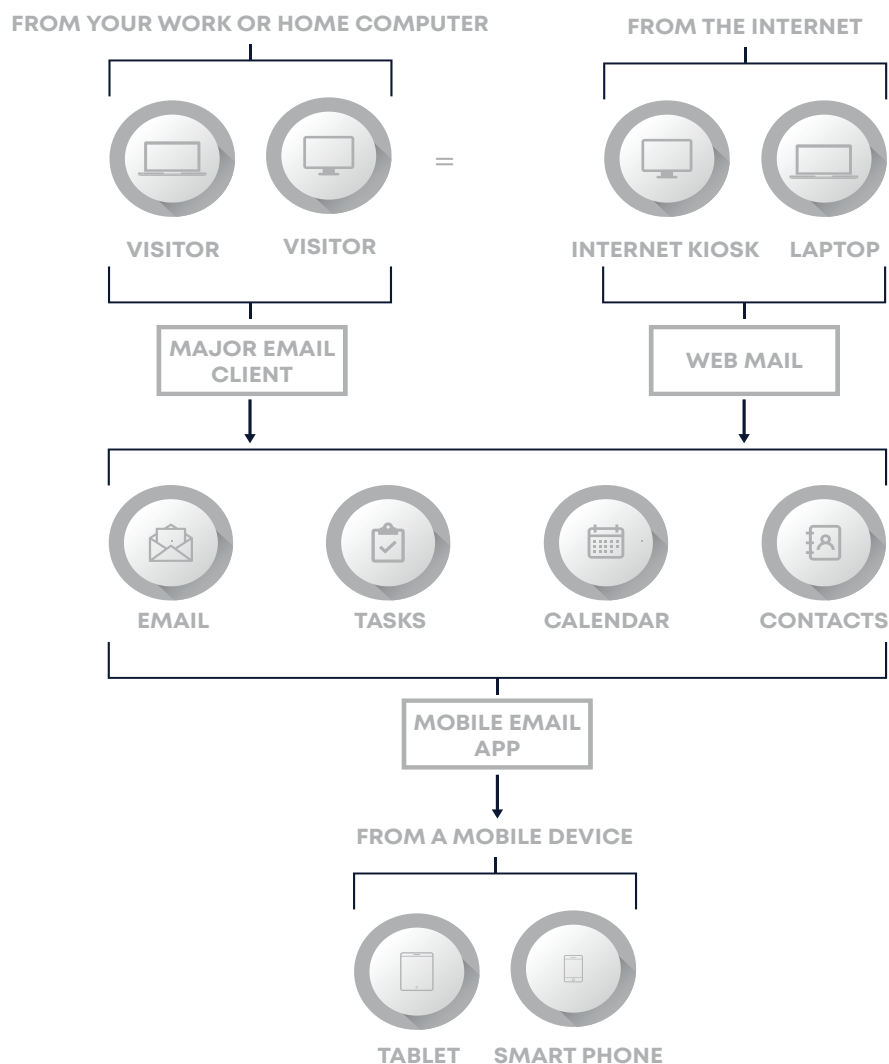 FROM YOUR WORK OR HOME COMPUTER
FROM THE INTERNET
VISITOR
VISITOR
=
INTERNET KIOSK
LAPTOP
MAJOR EMAIL
CLIENT
WEB MAIL
EMAIL
TASKS
CALENDAR
CONTACTS
MOBILE EMAIL
APP
FROM A MOBILE DEVICE
TABLET
SMART PHONE